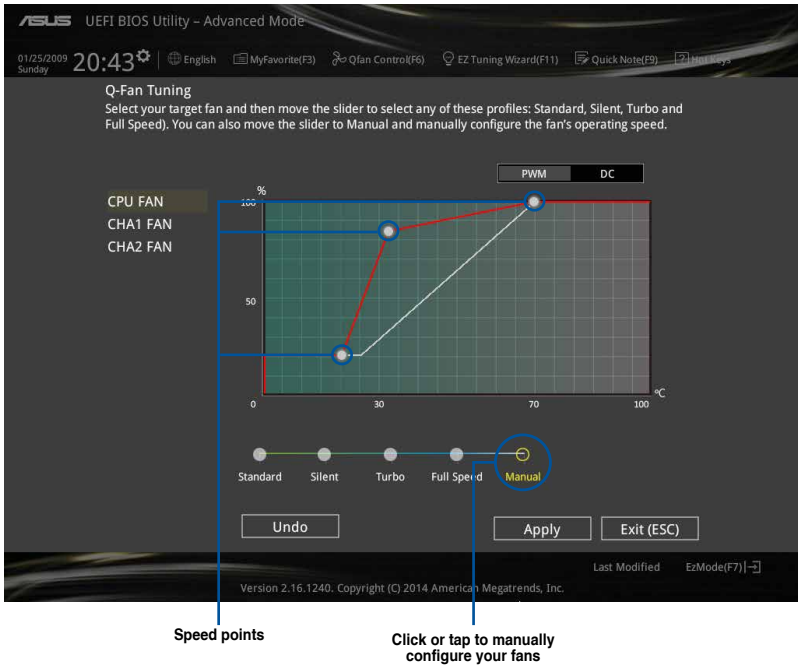 ASUS UEFI BIOS Utility – Advanced Mode
01/25/2009
Sunday
20:43
English MyFavorite(F3) Qfan Control(F6) EZ Tuning Wizard(F11) Quick Note(F9) ? Hot Keys
Q-Fan Tuning
Select your target fan and then move the slider to select any of these profiles: Standard, Silent, Turbo and
Full Speed). You can also move the slider to Manual and manually configure the fan's operating speed.
PWM DC
CPU FAN
CHA1 FAN
CHA2 FAN
%
100
50
0 30 70 100
°C
Standard Silent Turbo Full Speed Manual
Undo Apply Exit (ESC)
Last Modified EzMode(F7)
Version 2.16.1240. Copyright (C) 2014 American Megatrends, Inc.
Speed points
Click or tap to manually
configure your fans